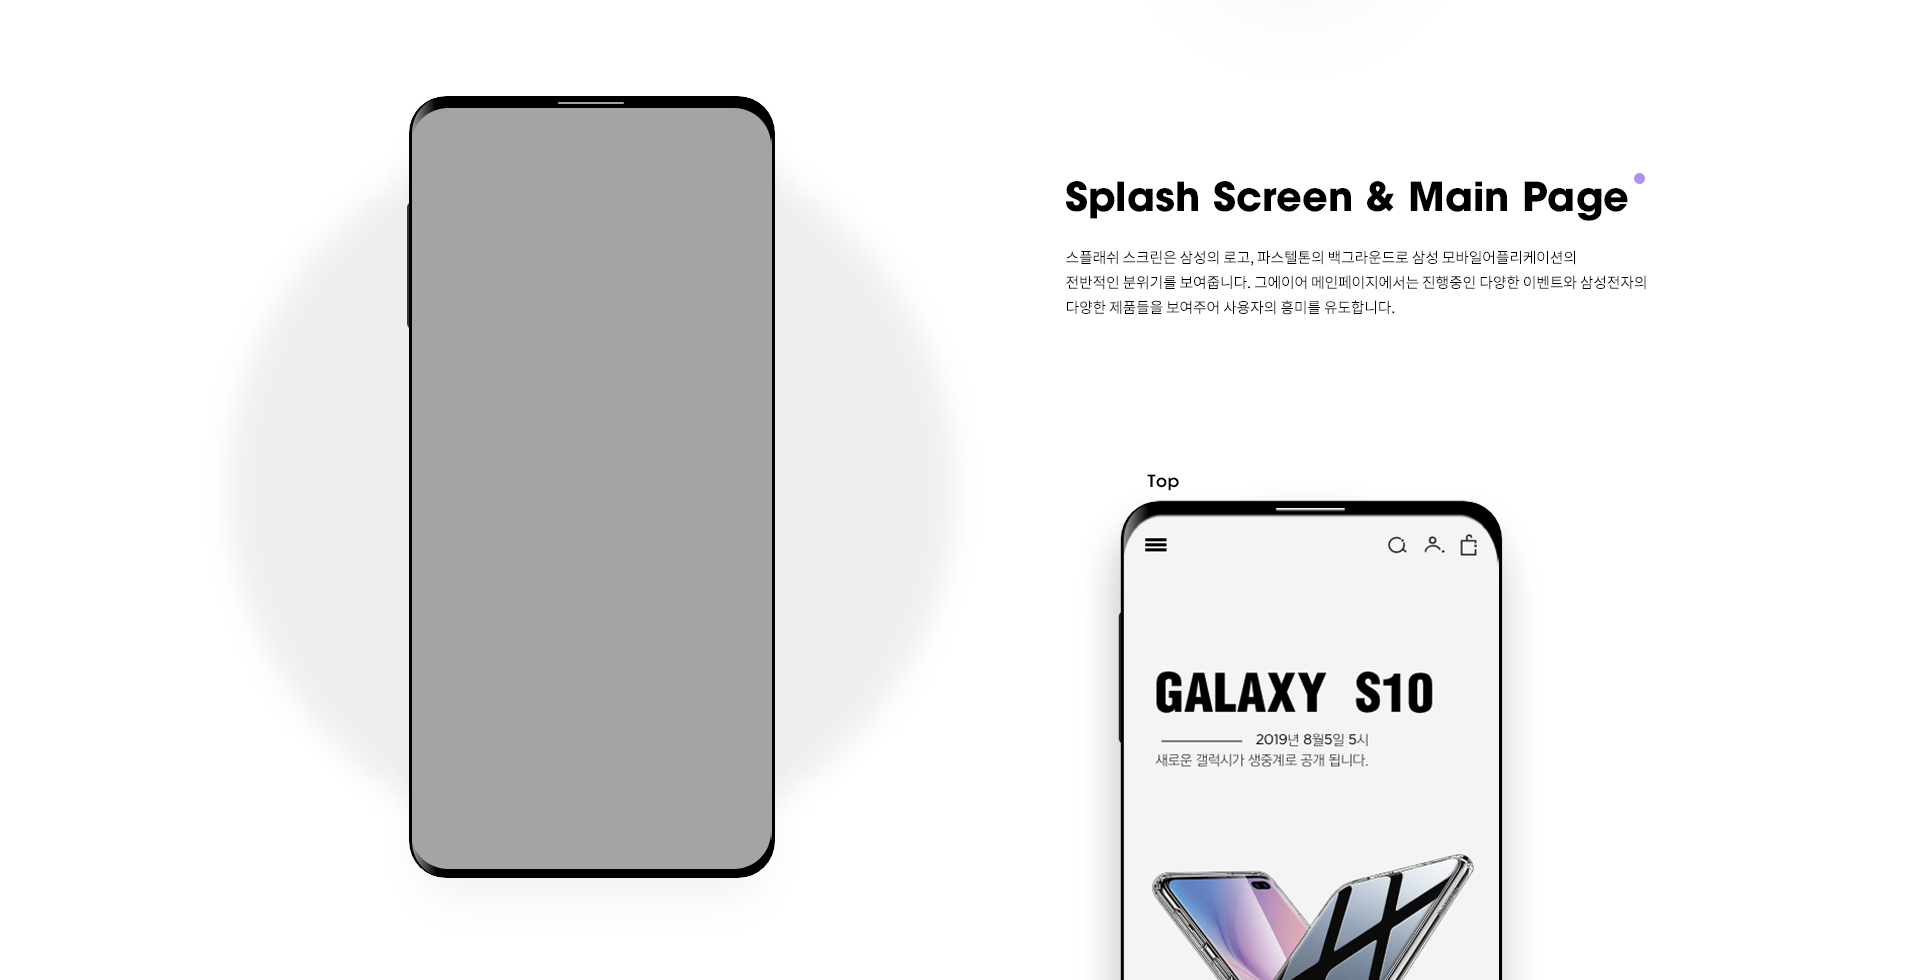 Splash Screen & Main Page
스플래쉬 스크린은 삼성의 로고, 파스텔톤의 백그라운드로 삼성 모바일어플리케이션의
전반적인 분위기를 보여줍니다. 그에이어 메인페이지에서는 진행중인 다양한 이벤트와 삼성전자의
다양한 제품들을 보여주어 사용자의 흥미를 유도합니다.
Top
GALAXY S10
2019년 8월5일 5시
새로운 갤럭시가 생중계로 공개 됩니다.